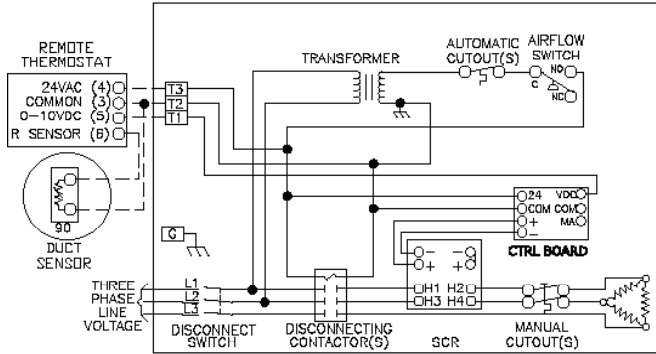 REMOTE
THERMOSTAT
24VAC (4)
COMMON (3)
0-10VDC (5)
R SENSOR (6)
T3
T2
T1
TRANSFORMER
AUTOMATIC
CUTOUT(S)
AIRFLOW
SWITCH
NO
C
NC
90
DUCT
SENSOR
G
24
VDC
COM
COM
+
MA
-
CTRL BOARD
- -
+ +
H1 H2
H3 H4
SCR
THREE
PHASE
LINE
VOLTAGE
L1
L2
L3
DISCONNECT
SWITCH
DISCONNECTING
CONTACTOR(S)
MANUAL
CUTOUT(S)